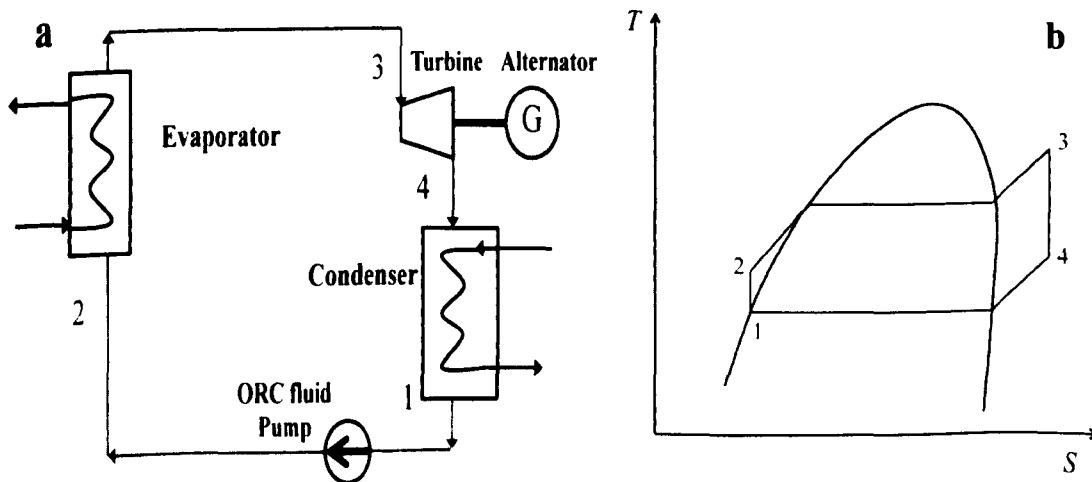 a
3
Turbine Alternator
G
Evaporator
4
Condenser
2
1
ORC fluid
Pump
T
b
3
2
4
1
S